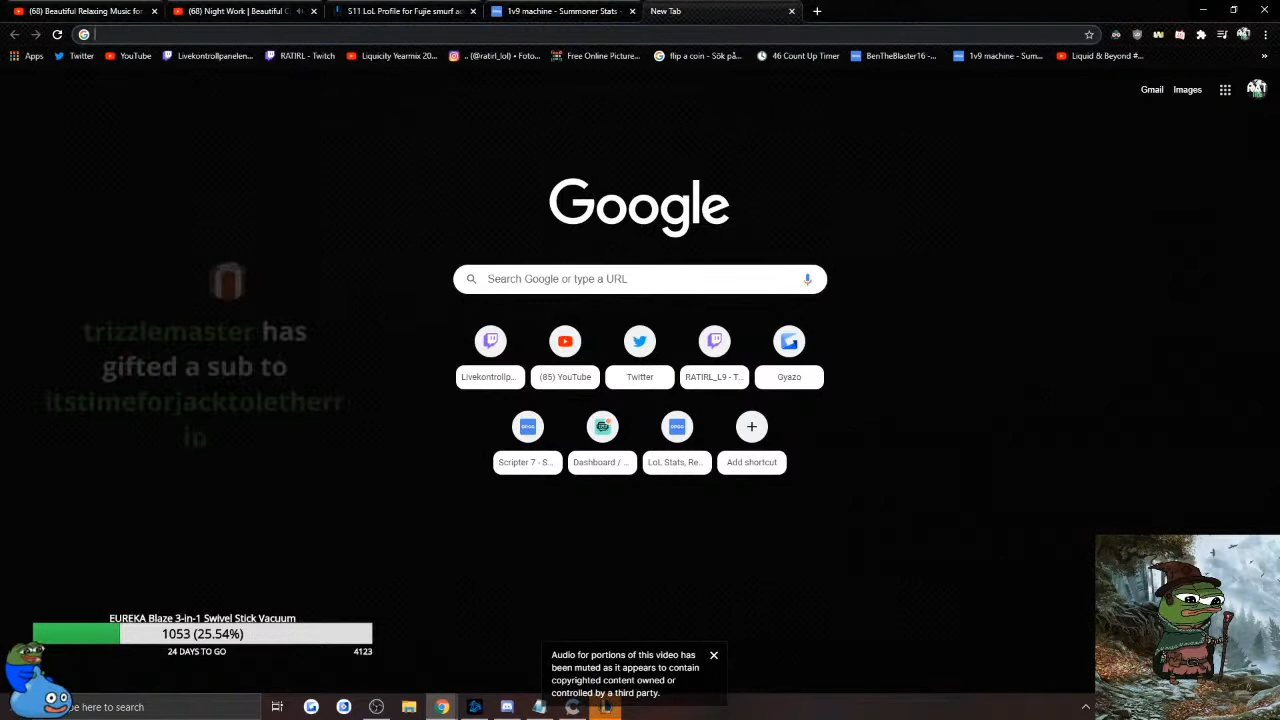 (68) Beautiful Relaxing Music for
(68) Night Work | Beautiful C
S11 LoL Profile for Fujie smurf ac
1v9 machine - Summoner Stats -
New Tab
Apps
Twitter
YouTube
Livekontrollpanelen...
RATIRL - Twitch
Liquicity Yearmix 20...
. (@ratirl_lol) • Foto...
Free Online Picture...
flip a coin - Sök på...
46 Count Up Timer
BenTheBlaster16 -...
1v9 machine - Sum...
Liquid & Beyond #...
Gmail
Images
Google
Search Google or type a URL
trizzlemaster has
gifted a sub to
itstimeforjacktoletherr
ip
Livekontrollp...
(85) YouTube
Twitter
RATIRL_L9 - T...
Gyazo
Scripter 7 - S...
Dashboard / ...
LoL Stats, Re...
Add shortcut
EUREKA Blaze 3-in-1 Swivel Stick Vacuum
1053 (25.54%)
24 DAYS TO GO
4123
Audio for portions of this video has
been muted as it appears to contain
copyrighted content owned or
controlled by a third party.
pe here to search